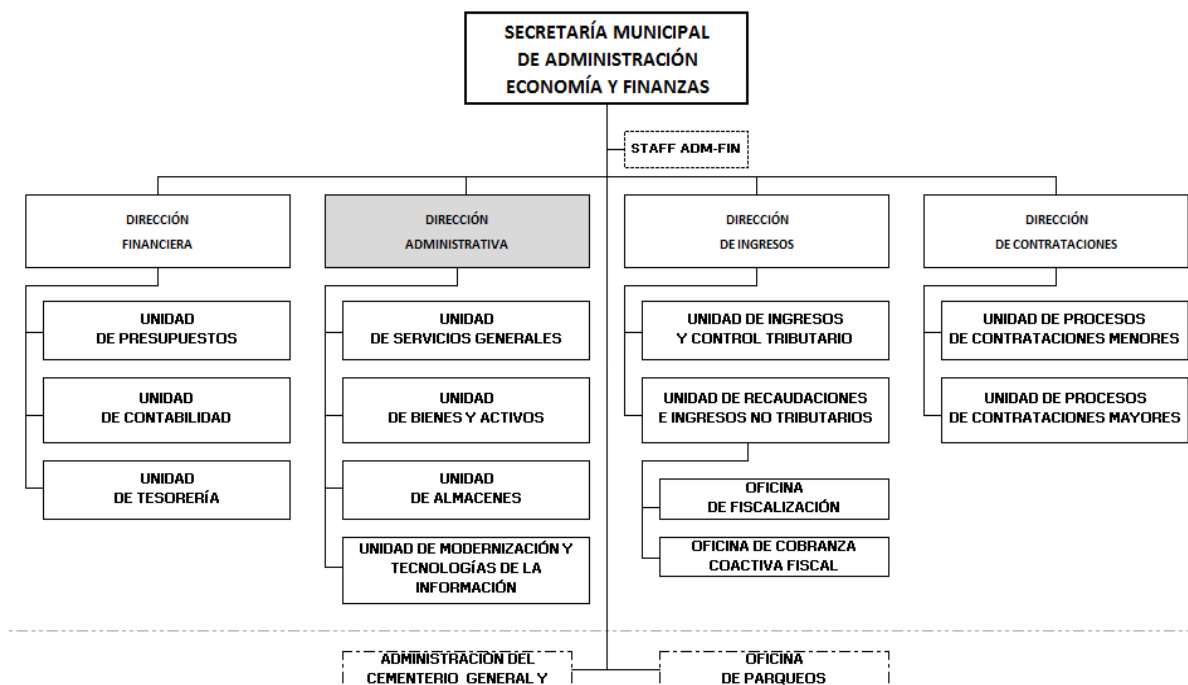 SECRETARÍA MUNICIPAL
DE ADMINISTRACIÓN
ECONOMÍA Y FINANZAS
STAFF ADM-FIN
DIRECCIÓN
FINANCIERA
UNIDAD
DE PRESUPUESTOS
UNIDAD
DE CONTABILIDAD
UNIDAD
DE TESORERÍA
DIRECCIÓN
ADMINISTRATIVA
UNIDAD
DE SERVICIOS GENERALES
UNIDAD
DE BIENES Y ACTIVOS
UNIDAD
DE ALMACENES
UNIDAD DE MODERNIZACIÓN Y
TECNOLOGÍAS DE LA
INFORMACIÓN
DIRECCIÓN
DE INGRESOS
UNIDAD DE INGRESOS
Y CONTROL TRIBUTARIO
UNIDAD DE RECAUDACIONES
E INGRESOS NO TRIBUTARIOS
OFICINA
DE FISCALIZACIÓN
OFICINA DE COBRANZA
COACTIVA FISCAL
DIRECCIÓN
DE CONTRATACIONES
UNIDAD DE PROCESOS
DE CONTRATACIONES MENORES
UNIDAD DE PROCESOS
DE CONTRATACIONES MAYORES
ADMINISTRACIÓN DEL
CEMENTERIO GENERAL Y
OFICINA
DE PARQUEOS